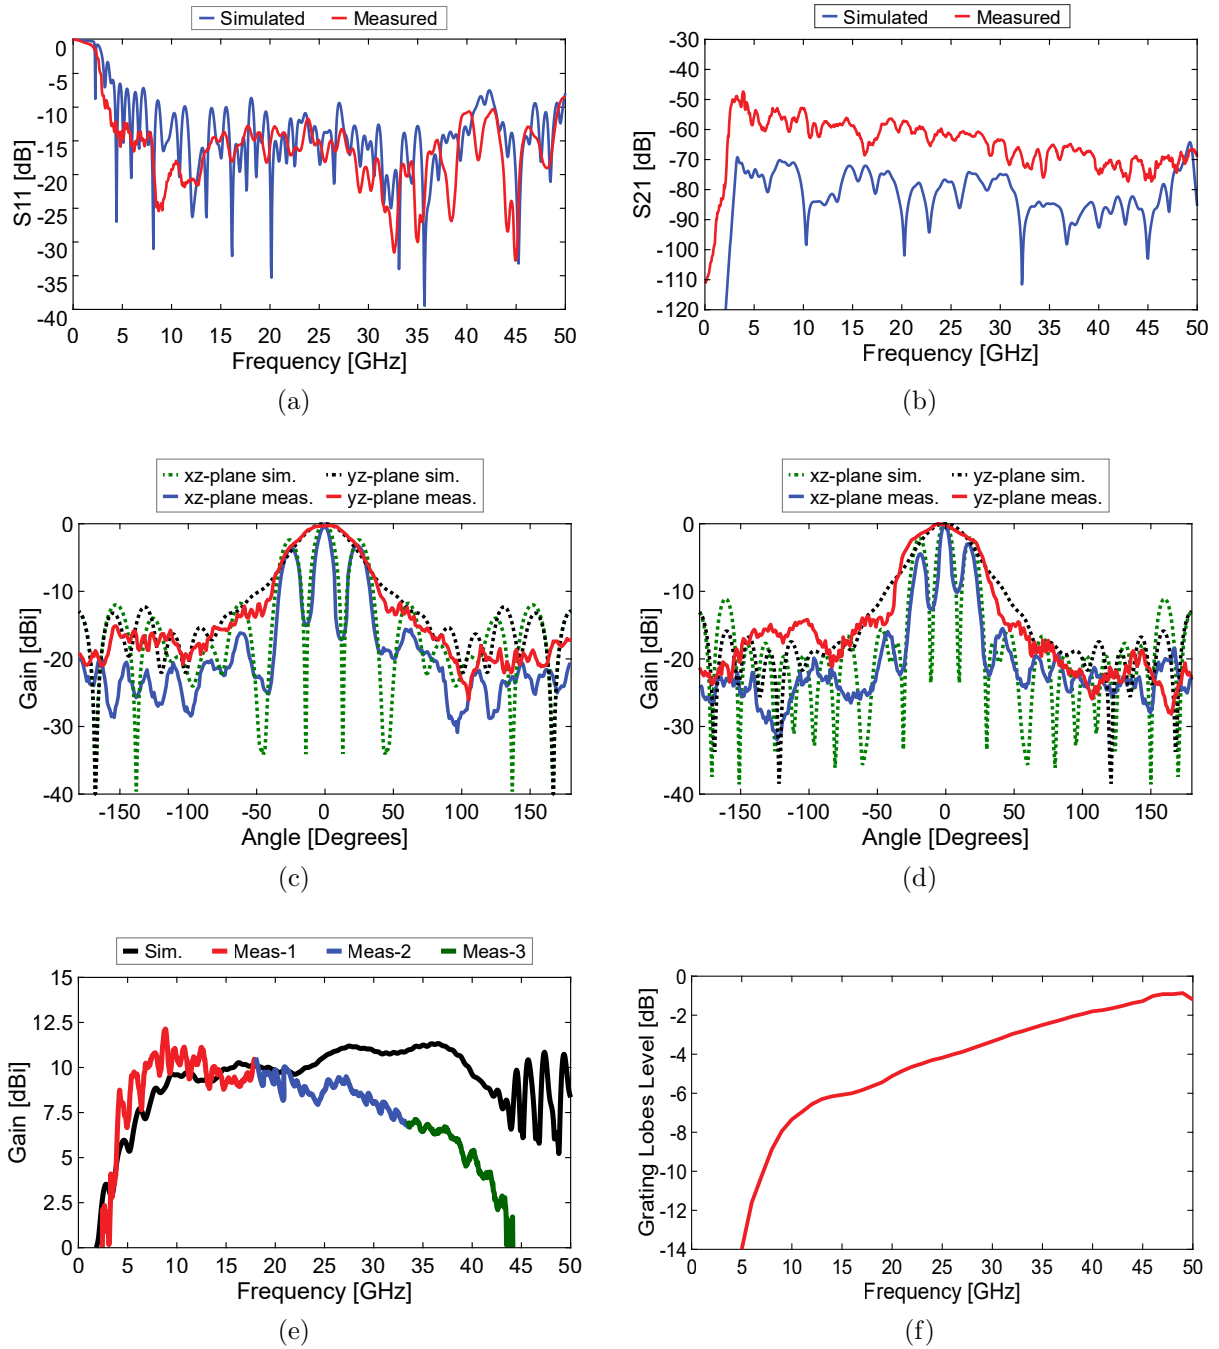 Simulated Measured
0
-5
-10
-15
-20
-25
-30
-35
-40
S11 [dB]
0 5 10 15 20 25 30 35 40 45 50
Frequency [GHz]
(a)
Simulated Measured
-30
-40
-50
-60
-70
-80
-90
-100
-110
-120
S21 [dB]
0 5 10 15 20 25 30 35 40 45 50
Frequency [GHz]
(b)
xz-plane sim. yz-plane sim.
xz-plane meas. yz-plane meas.
0
-10
-20
-30
-40
Gain [dBi]
-150 -100 -50 0 50 100 150
Angle [Degrees]
(c)
xz-plane sim. yz-plane sim.
xz-plane meas. yz-plane meas.
0
-10
-20
-30
-40
Gain [dBi]
-150 -100 -50 0 50 100 150
Angle [Degrees]
(d)
Sim. Meas-1 Meas-2 Meas-3
15
12.5
10
7.5
5
2.5
0
Gain [dBi]
0 5 10 15 20 25 30 35 40 45 50
Frequency [GHz]
(e)
0
-2
-4
-6
-8
-10
-12
-14
Grating Lobes Level [dB]
0 5 10 15 20 25 30 35 40 45 50
Frequency [GHz]
(f)